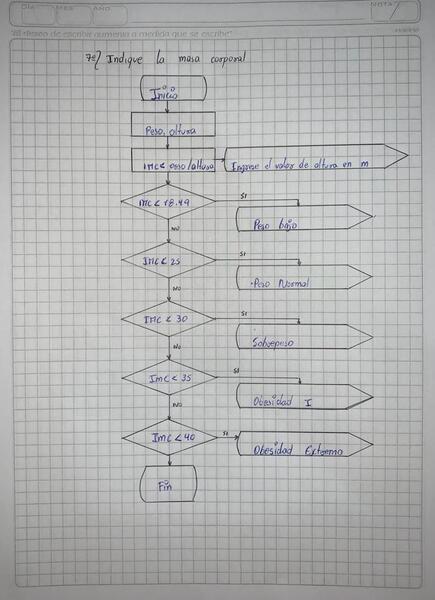 DÍA MES AÑO NOTA
"El deseo de escribir aumenta a medida que se escribe"
7=} Indique la masa corporal
Inicio
Peso, altura
IMC < peso/altura
Ingrese el valor de altura en m
IMC < 18.49
SI
Peso bajo
NO
IMC < 25
SI
Peso Normal
NO
IMC < 30
SI
Sobrepeso
NO
IMC < 35
SI
Obesidad I
NO
IMC < 40
SI
Obesidad Extrema
Fin